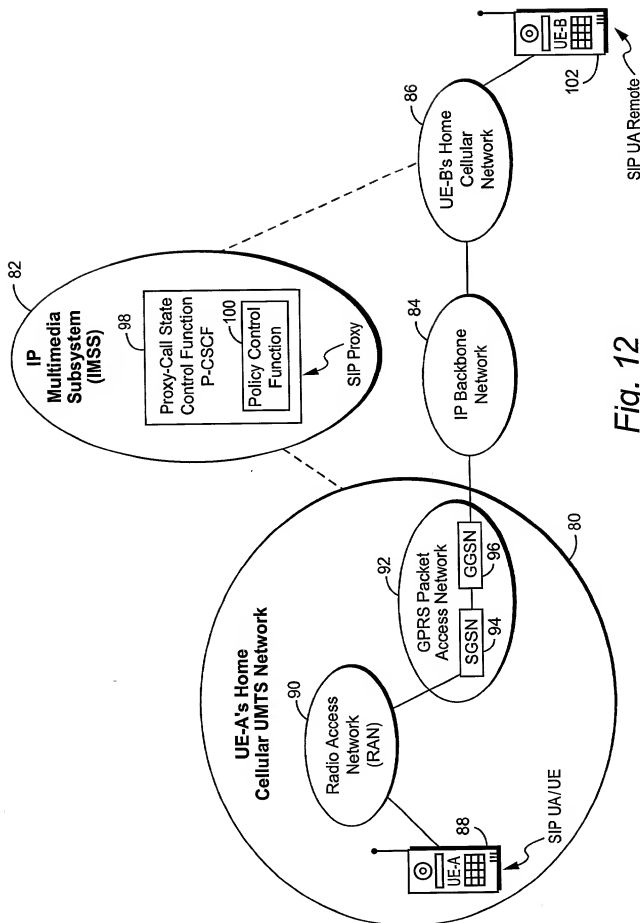 82
IP
Multimedia
Subsystem
(IMSS)
98
Proxy-Call State
Control Function
P-CSCF
100
Policy Control
Function
SIP Proxy
UE-A's Home
Cellular UMTS Network
90
Radio Access
Network
(RAN)
92
GPRS Packet
Access Network
SGSN
94
GGSN
96
80
UE-A
88
SIP UA/UE
84
IP Backbone
Network
86
UE-B's Home
Cellular
Network
UE-B
102
SIP UA Remote
Fig. 12